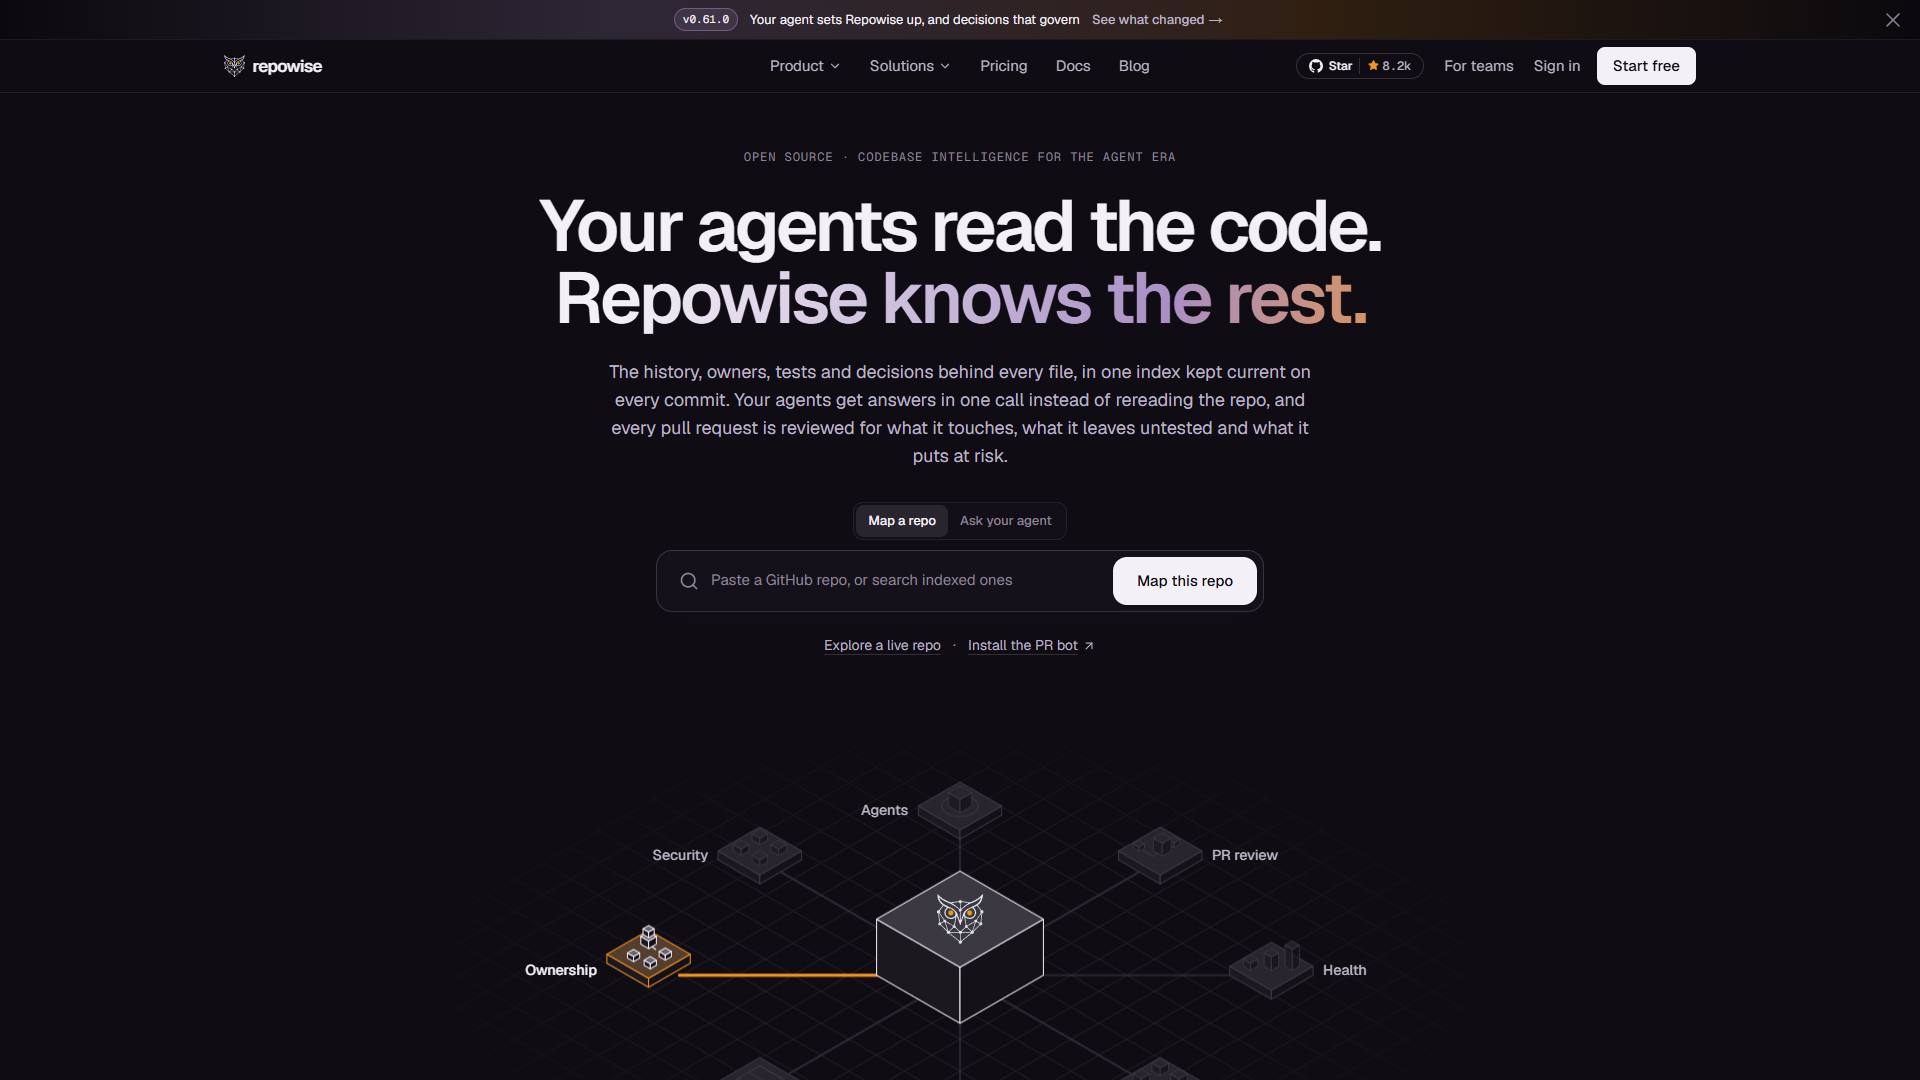 v0.61.0 Your agent sets Repowise up, and decisions that govern See what changed →
repowise Product Solutions Pricing Docs Blog Star 8.2k For teams Sign in Start free
OPEN SOURCE · CODEBASE INTELLIGENCE FOR THE AGENT ERA
Your agents read the code.
Repowise knows the rest.
The history, owners, tests and decisions behind every file, in one index kept current on
every commit. Your agents get answers in one call instead of rereading the repo, and
every pull request is reviewed for what it touches, what it leaves untested and what it
puts at risk.
Map a repo Ask your agent
Paste a GitHub repo, or search indexed ones Map this repo
Explore a live repo · Install the PR bot ↗
Agents
Security PR review
Ownership Health